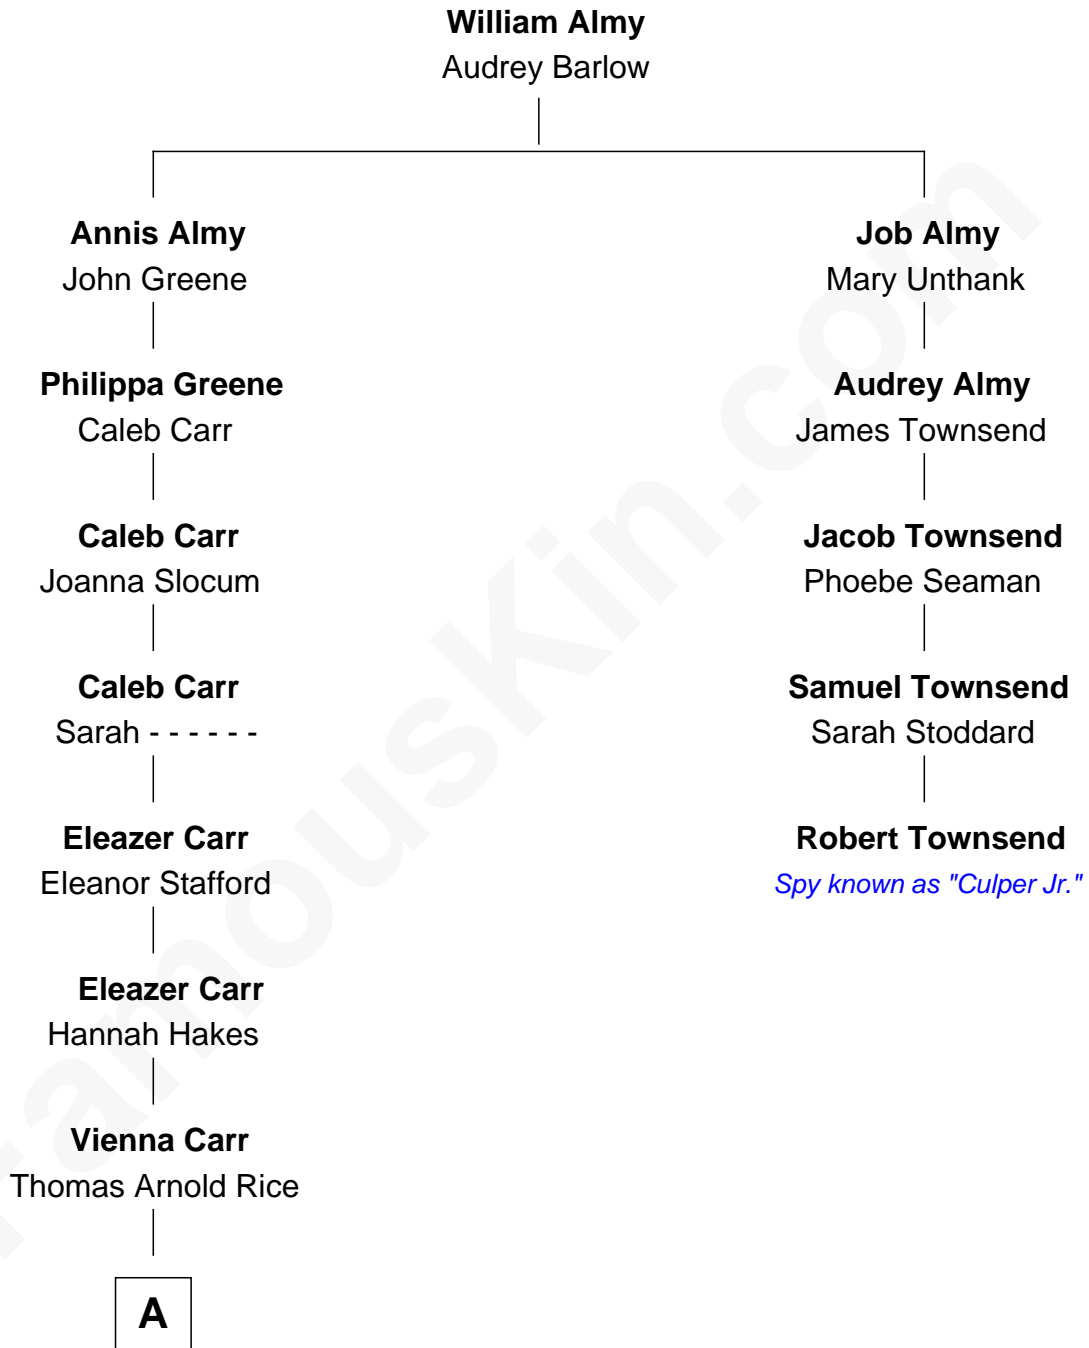 William Almy
Audrey Barlow
Annis Almy
John Greene
Job Almy
Mary Unthank
Philippa Greene
Caleb Carr
Audrey Almy
James Townsend
Caleb Carr
Joanna Slocum
Jacob Townsend
Phoebe Seaman
Caleb Carr
Sarah - - - - - -
Samuel Townsend
Sarah Stoddard
Eleazer Carr
Eleanor Stafford
Robert Townsend
Spy known as "Culper Jr."
Eleazer Carr
Hannah Hakes
Vienna Carr
Thomas Arnold Rice
A
FamousKin.com